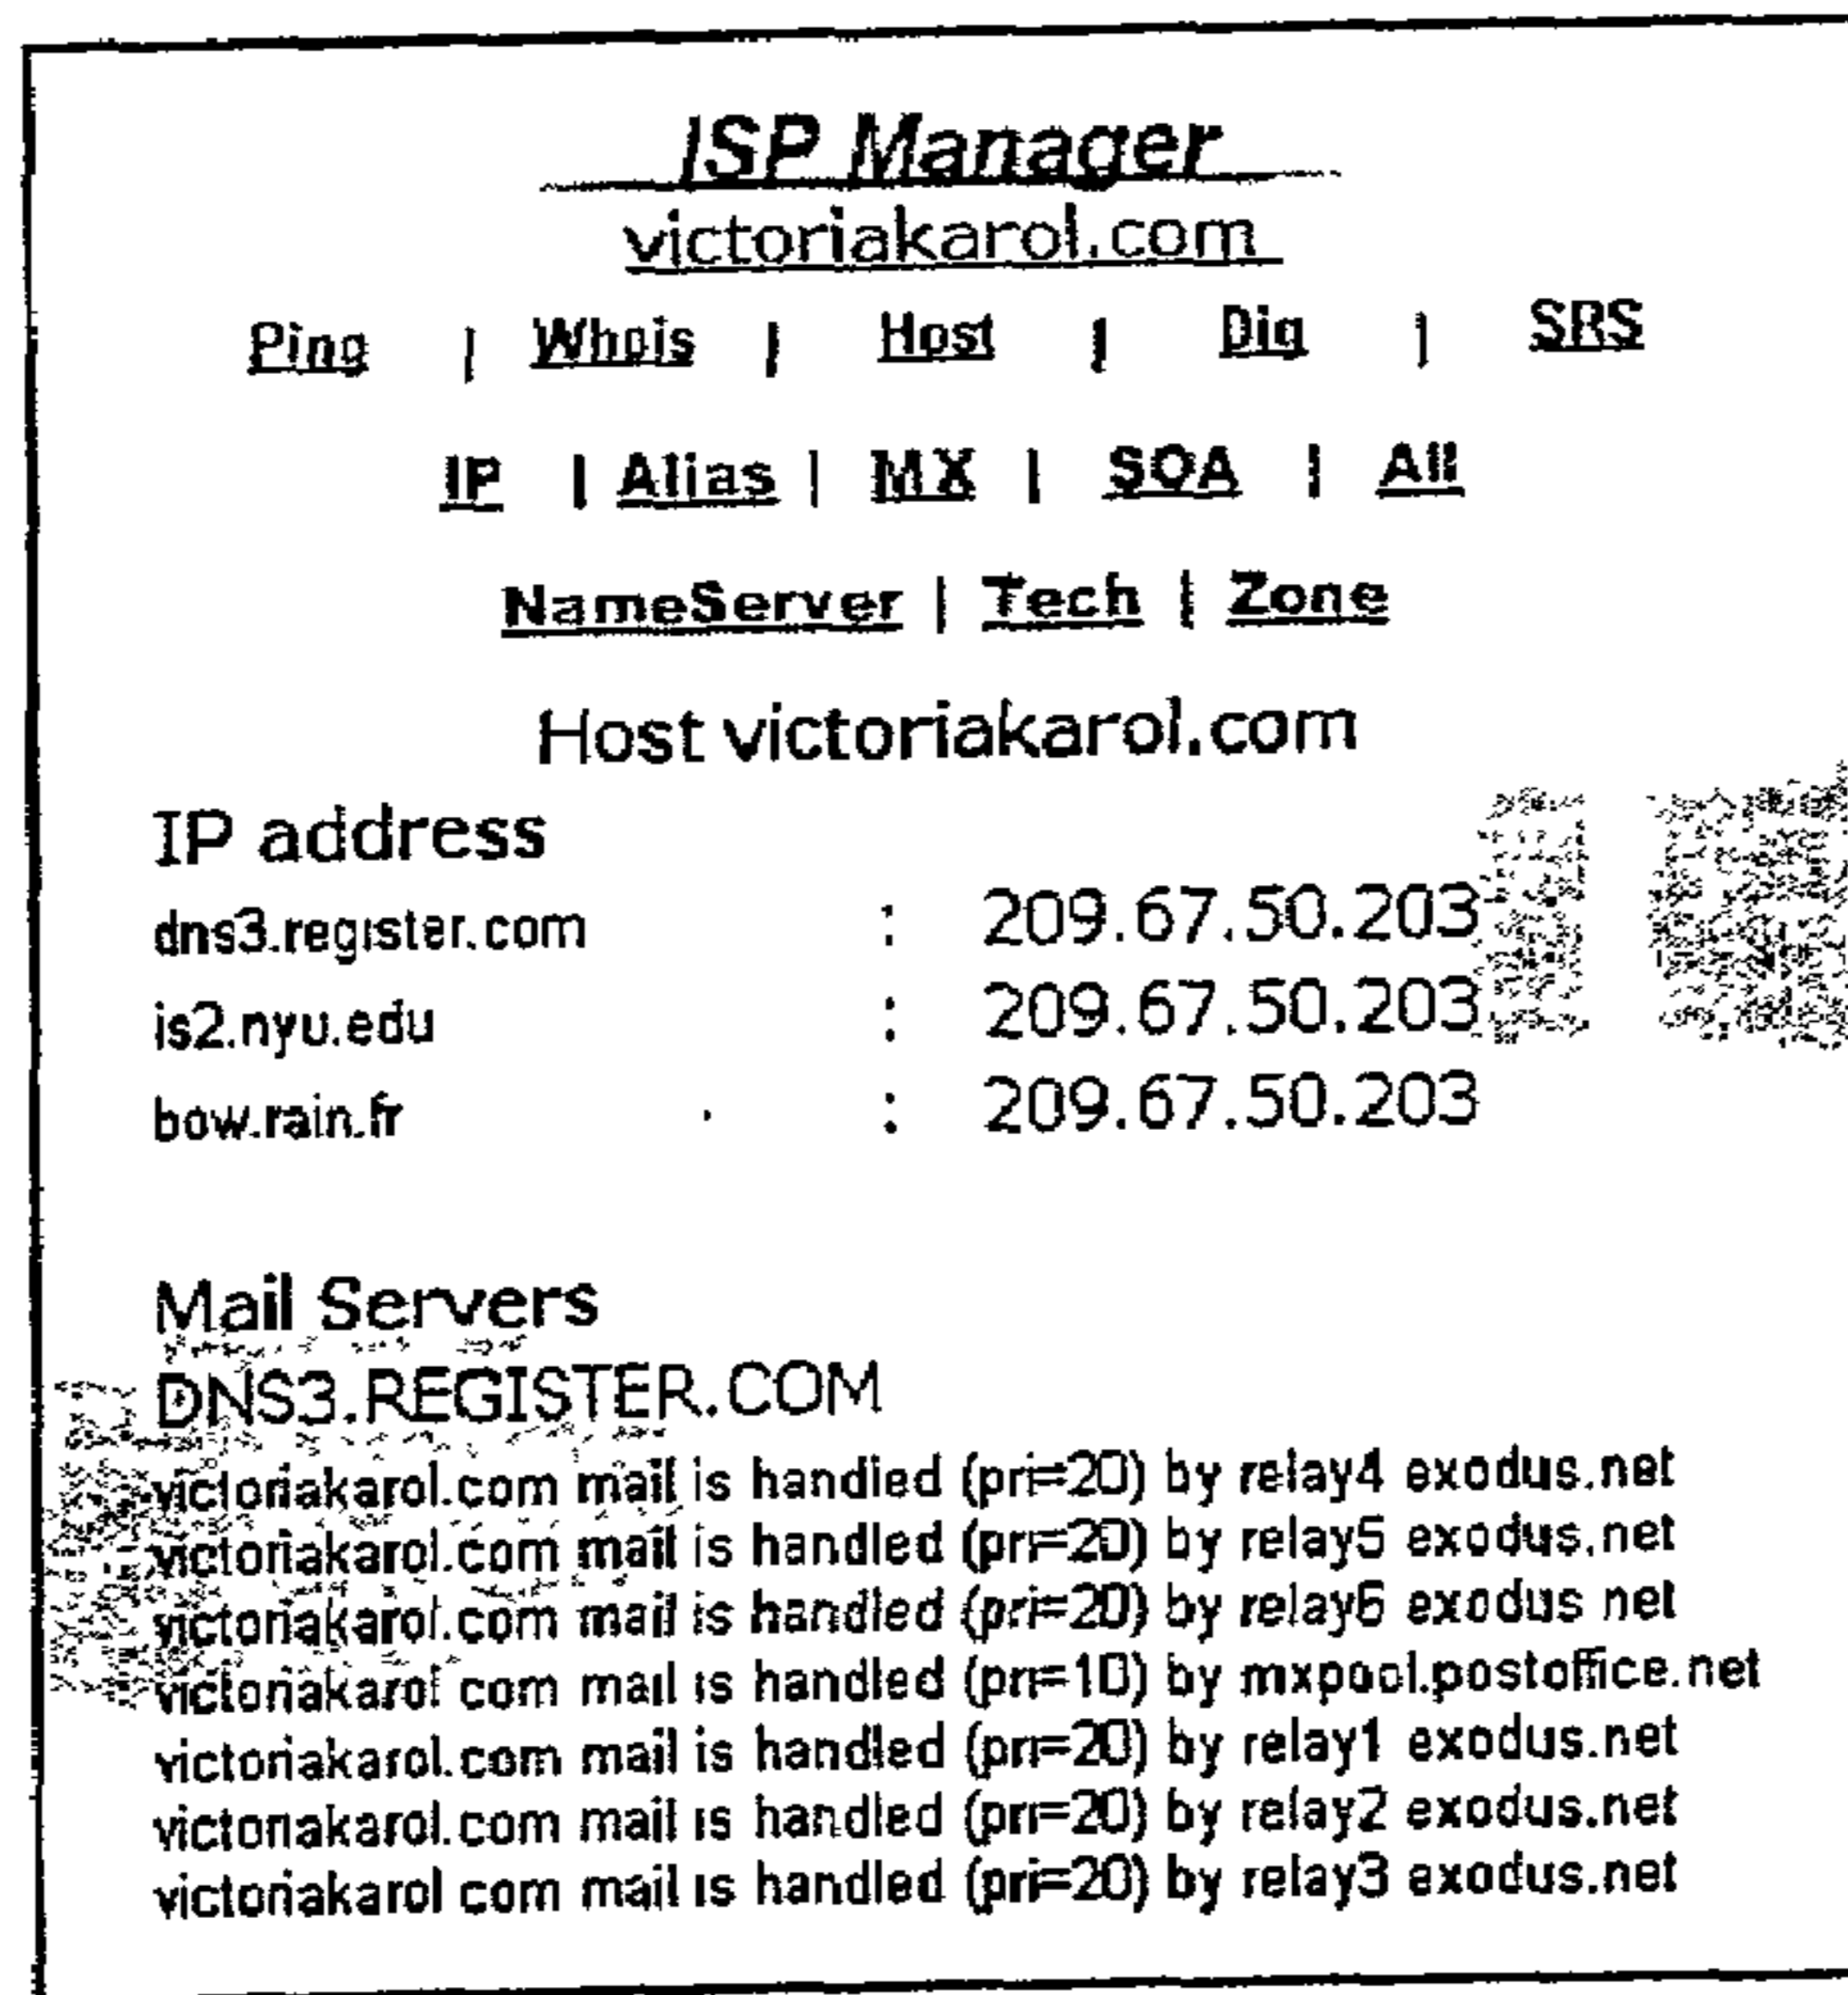 ISP Manager
victoriakarol.com
Ping | Whois | Host | Dig | SRS
IP | Alias | MX | SOA | All
NameServer | Tech | Zone
Host victoriakarol.com
IP address
dns3.register.com : 209.67.50.203
is2.nyu.edu : 209.67.50.203
bow.rain.fr : 209.67.50.203
Mail Servers
DNS3.REGISTER.COM
victoriakarol.com mail is handled (pri=20) by relay4 exodus.net
victoriakarol.com mail is handled (pri=20) by relay5 exodus.net
victoriakarol.com mail is handled (pri=20) by relay6 exodus net
victoriakarol com mail is handled (pri=10) by mxpool.postoffice.net
victoriakarol.com mail is handled (pri=20) by relay1 exodus.net
victoriakarol.com mail is handled (pri=20) by relay2 exodus.net
victoriakarol com mail is handled (pri=20) by relay3 exodus.net